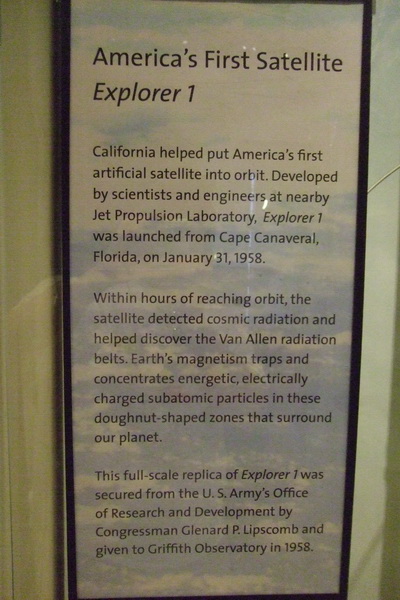 America's First Satellite
Explorer 1
California helped put America's first
artificial satellite into orbit. Developed
by scientists and engineers at nearby
Jet Propulsion Laboratory, Explorer 1
was launched from Cape Canaveral,
Florida, on January 31, 1958.
Within hours of reaching orbit, the
satellite detected cosmic radiation and
helped discover the Van Allen radiation
belts. Earth's magnetism traps and
concentrates energetic, electrically
charged subatomic particles in these
doughnut-shaped zones that surround
our planet.
This full-scale replica of Explorer 1 was
secured from the U. S. Army's Office
of Research and Development by
Congressman Glenard P. Lipscomb and
given to Griffith Observatory in 1958.